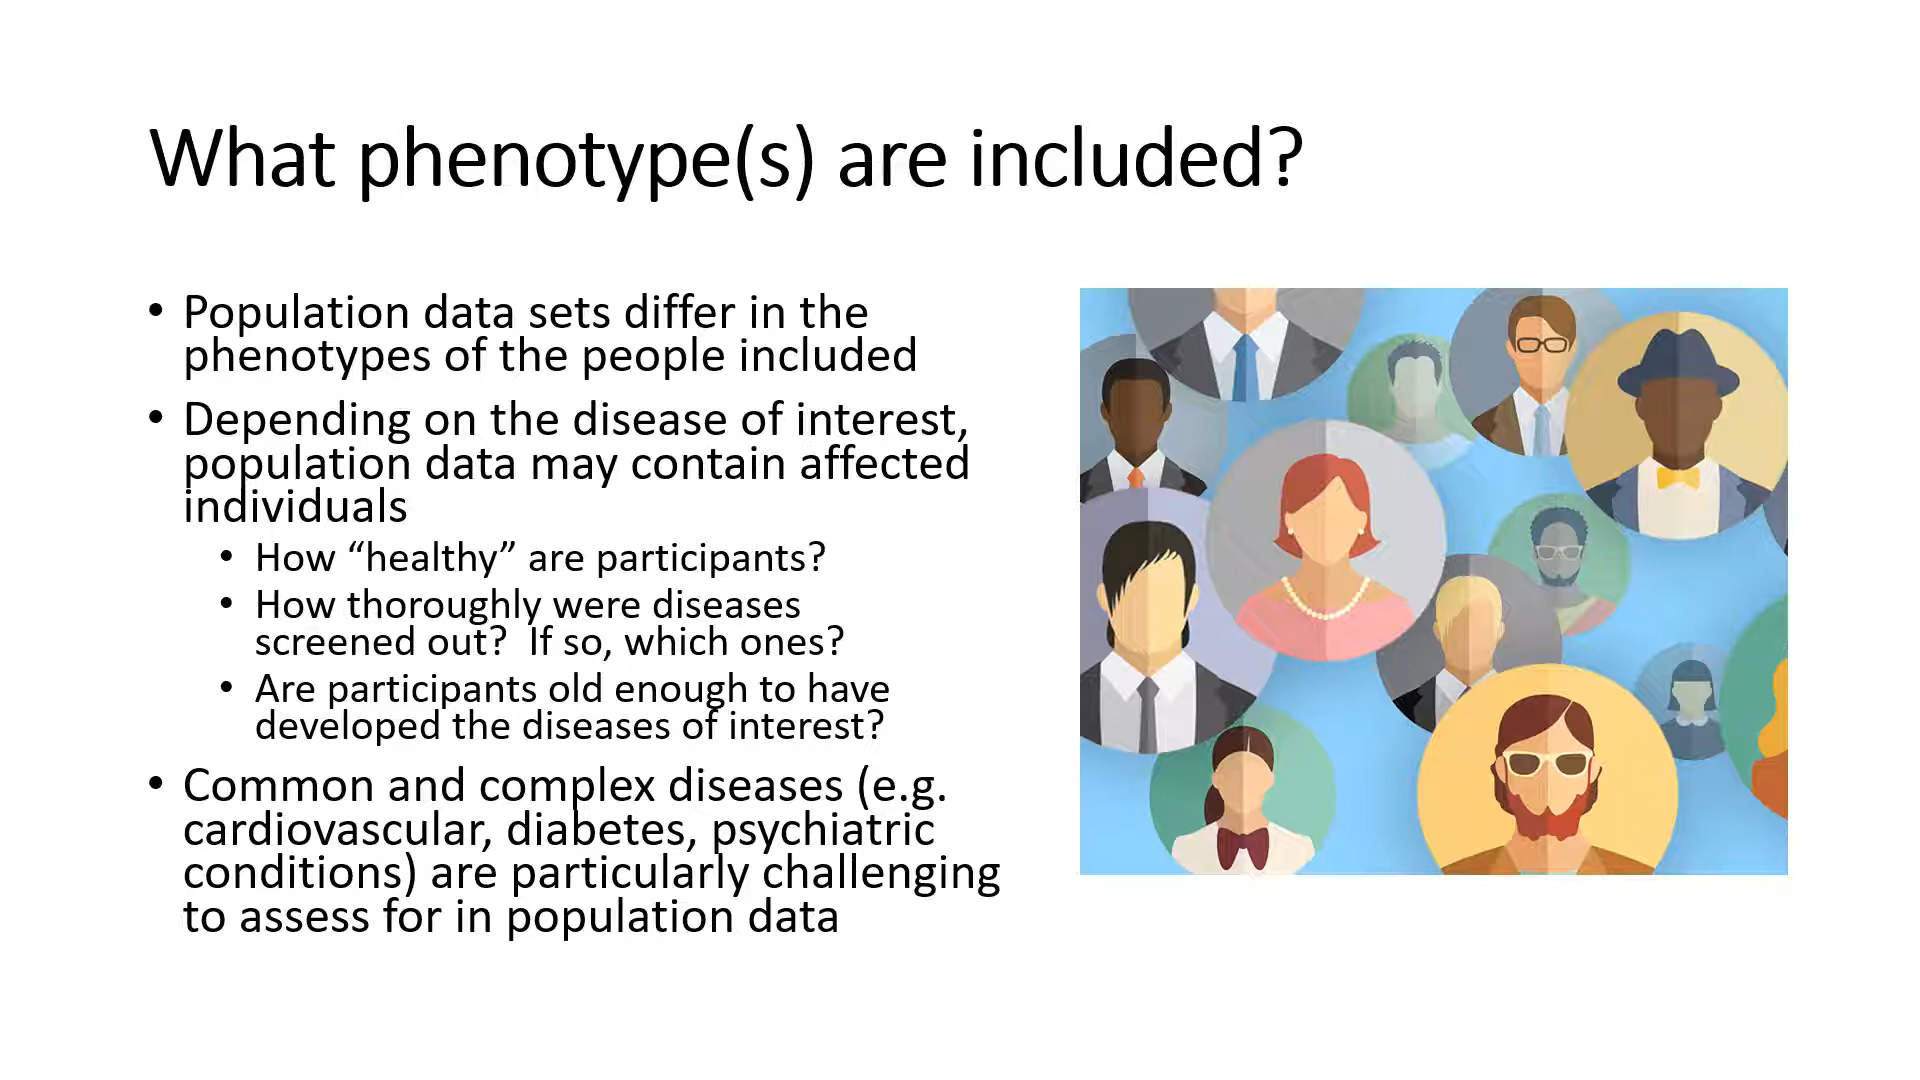 What phenotype(s) are included?
• Population data sets differ in the
phenotypes of the people included
• Depending on the disease of interest,
population data may contain affected
individuals
• How “healthy” are participants?
• How thoroughly were diseases
screened out?  If so, which ones?
• Are participants old enough to have
developed the diseases of interest?
• Common and complex diseases (e.g.
cardiovascular, diabetes, psychiatric
conditions) are particularly challenging
to assess for in population data